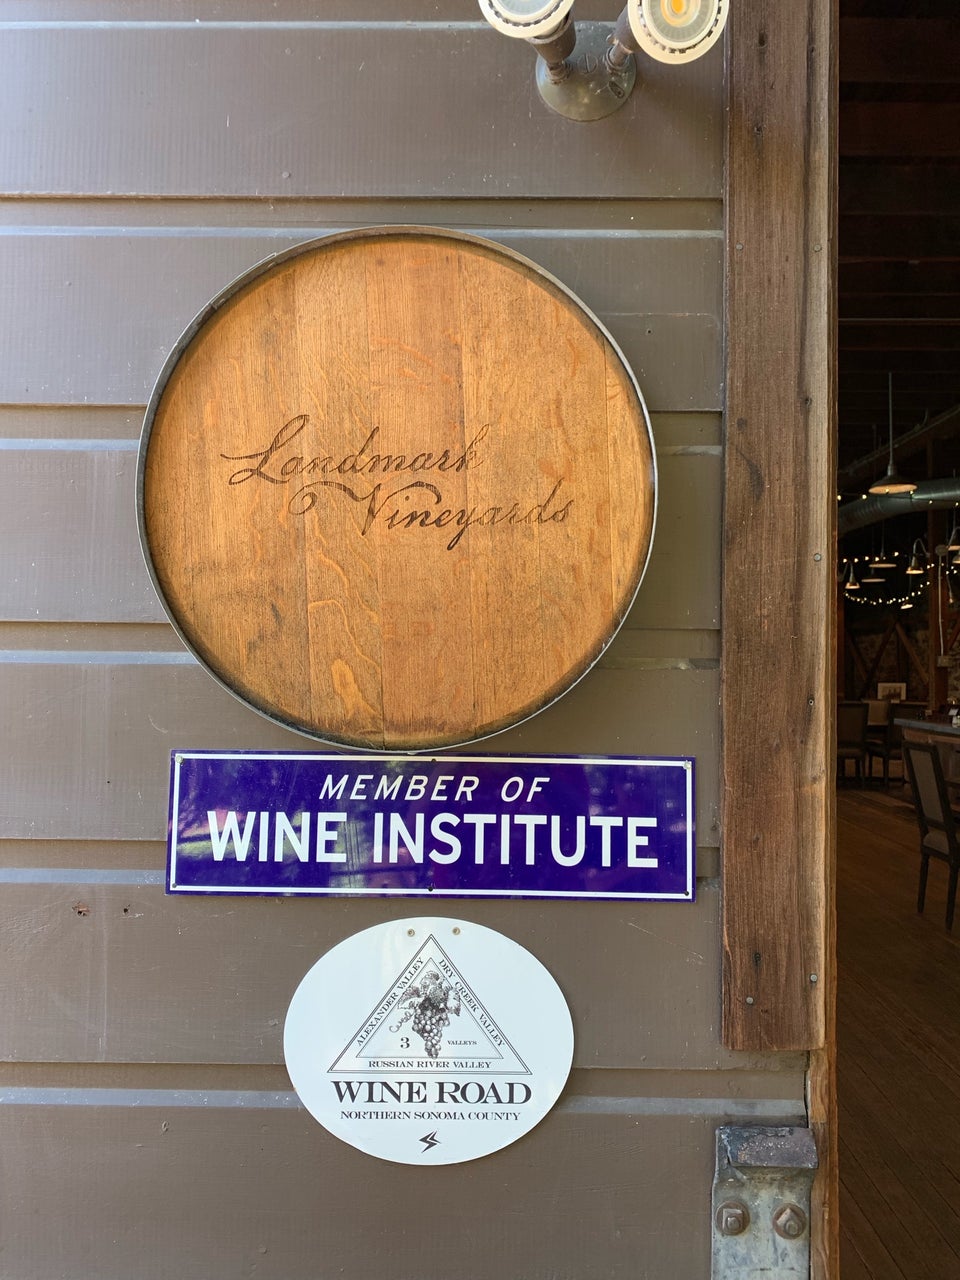 Landmark
Vineyards
MEMBER OF
WINE INSTITUTE
ALEXANDER VALLEY
DRY CREEK VALLEY
3 VALLEYS
RUSSIAN RIVER VALLEY
WINE ROAD
NORTHERN SONOMA COUNTY